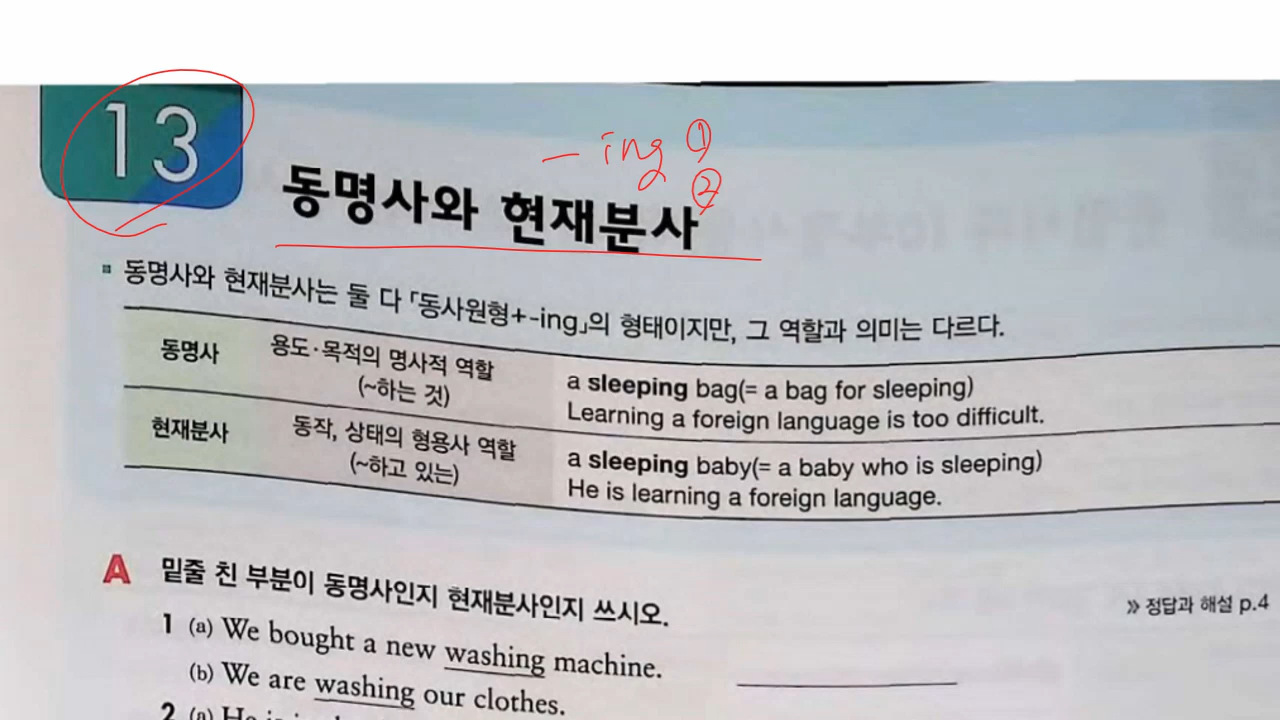 13
-ing ①
②
동명사와 현재분사
동명사와 현재분사는 둘 다 「동사원형+-ing」의 형태이지만, 그 역할과 의미는 다르다.
동명사
용도·목적의 명사적 역할
(~하는 것)
a sleeping bag(= a bag for sleeping)
Learning a foreign language is too difficult.
현재분사
동작, 상태의 형용사 역할
(~하고 있는)
a sleeping baby(= a baby who is sleeping)
He is learning a foreign language.
A 밑줄 친 부분이 동명사인지 현재분사인지 쓰시오.
» 정답과 해설 p.4
1 (a) We bought a new washing machine.
(b) We are washing our clothes.
2 (a) He is